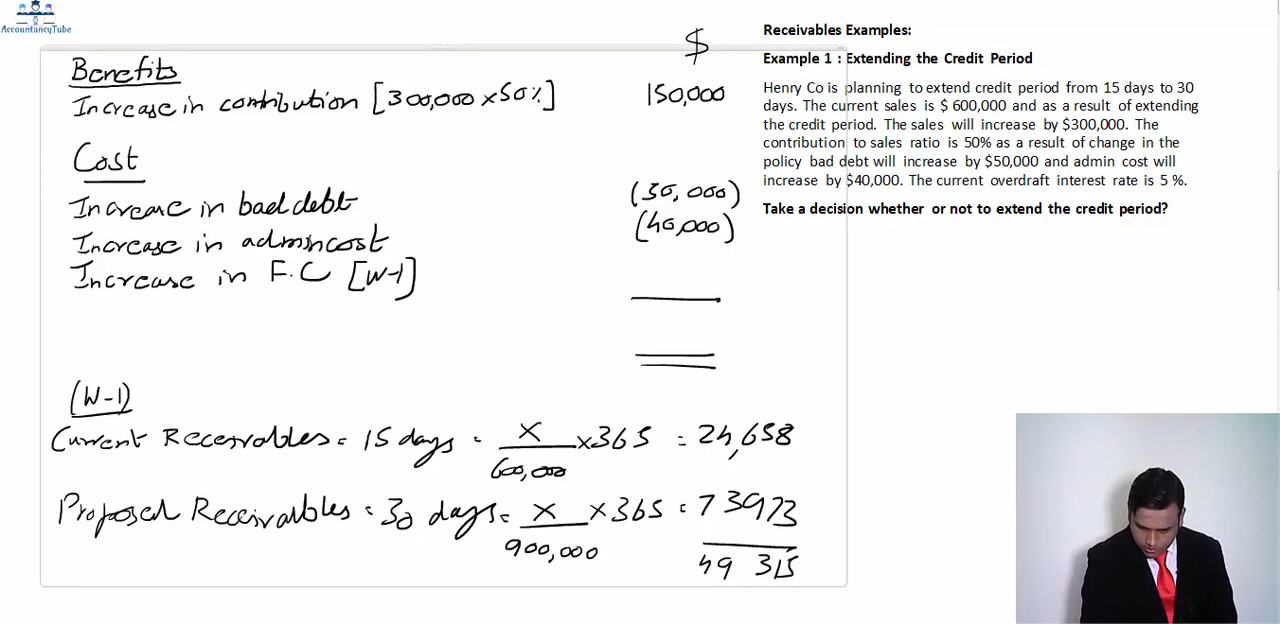 AccountancyTube
$
Benefits
Increase in contribution [300,000 x 50%] 150,000
Cost
Increase in bad debt (50,000)
Increase in admin cost (40,000)
Increase in F.C [W-1]
(W-1)
Current Receivables = 15 days = x/600,000 x 365 = 24,658
Proposed Receivables = 30 days = x/900,000 x 365 = 73973
49 315
Receivables Examples:
Example 1 : Extending the Credit Period
Henry Co is planning to extend credit period from 15 days to 30
days. The current sales is $ 600,000 and as a result of extending
the credit period. The sales will increase by $300,000. The
contribution to sales ratio is 50% as a result of change in the
policy bad debt will increase by $50,000 and admin cost will
increase by $40,000. The current overdraft interest rate is 5 %.
Take a decision whether or not to extend the credit period?